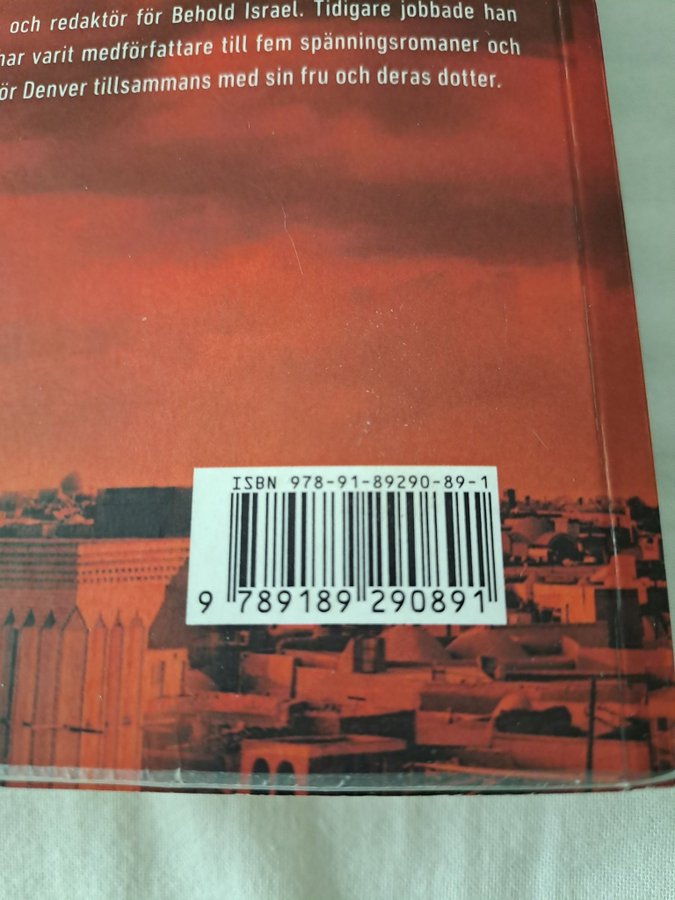 och redaktör för Behold Israel. Tidigare jobbade han
har varit medförfattare till fem spänningsromaner och
Denver tillsammans med sin fru och deras dotter.
ISBN 978-91-89290-89-1
9 789189 290891